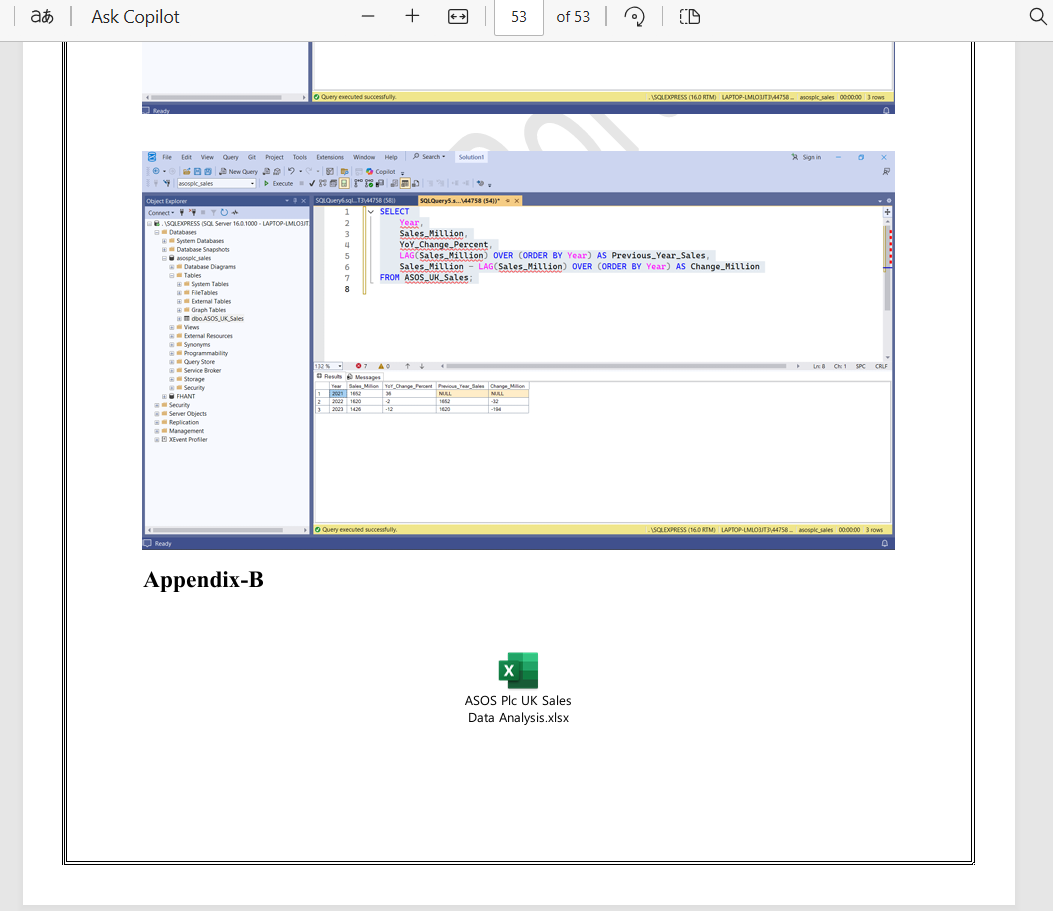 aあ Ask Copilot 53 of 53
Query executed successfully. .\SQLEXPRESS (16.0 RTM) LAPTOP-LMLO3JT3\44758 ... asosplc_sales 00:00:00 3 rows
Ready
File Edit View Query Git Project Tools Extensions Window Help Search Solution1 Sign in
New Query Copilot
asosplc_sales Execute
Object Explorer
Connect
.\SQLEXPRESS (SQL Server 16.0.1000 - LAPTOP-LMLO3JT
Databases
System Databases
Database Snapshots
asosplc_sales
Database Diagrams
Tables
System Tables
FileTables
External Tables
Graph Tables
dbo.ASOS_UK_Sales
Views
External Resources
Synonyms
Programmability
Query Store
Service Broker
Storage
Security
FHANT
Security
Server Objects
Replication
Management
XEvent Profiler
SQLQuery6.sql...T3\44758 (58)) SQLQuery5.s...\44758 (54))*
1 SELECT
2 Year,
3 Sales_Million,
4 YoY_Change_Percent,
5 LAG(Sales_Million) OVER (ORDER BY Year) AS Previous_Year_Sales,
6 Sales_Million - LAG(Sales_Million) OVER (ORDER BY Year) AS Change_Million
7 FROM ASOS_UK_Sales;
8
132 % 7 0 Ln: 8 Ch: 1 SPC CRLF
Results Messages
Year Sales_Million YoY_Change_Percent Previous_Year_Sales Change_Million
1 2021 1652 36 NULL NULL
2 2022 1620 -2 1652 -32
3 2023 1426 -12 1620 -194
Query executed successfully. .\SQLEXPRESS (16.0 RTM) LAPTOP-LMLO3JT3\44758 ... asosplc_sales 00:00:00 3 rows
Ready
Appendix-B
ASOS Plc UK Sales
Data Analysis.xlsx